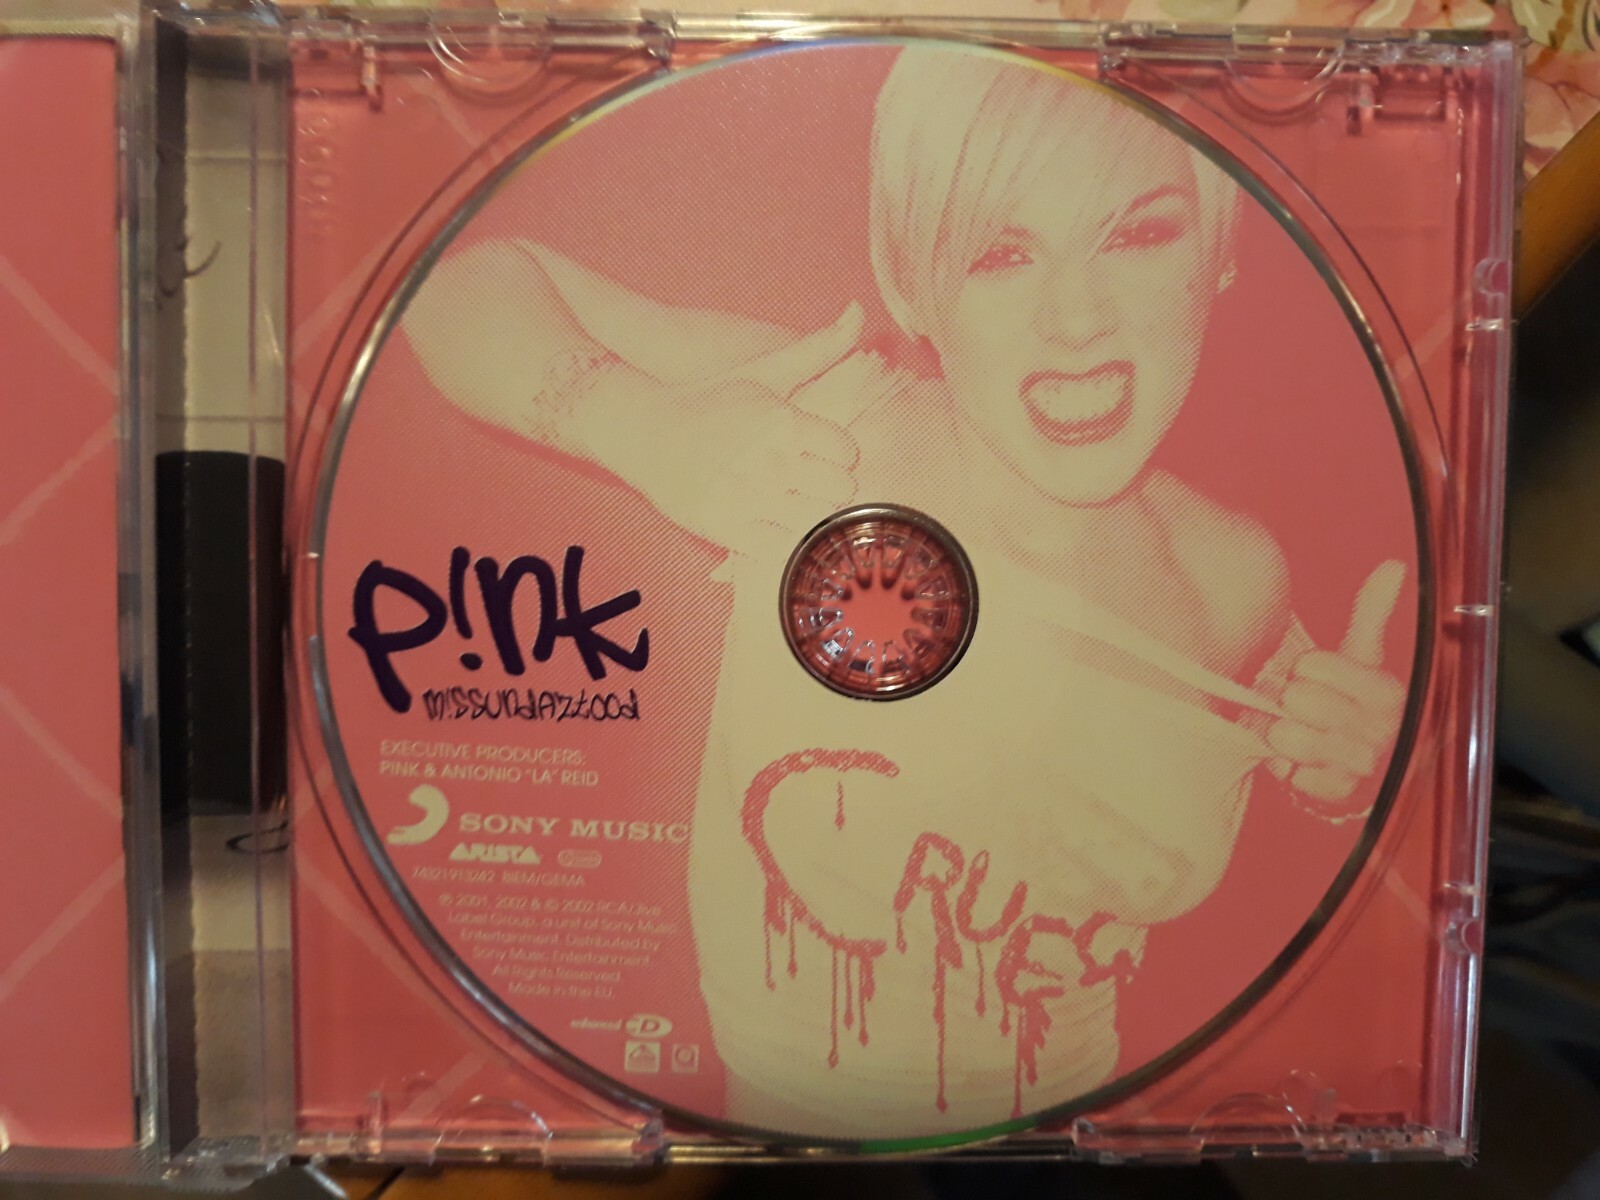 P!nk
M!SSUNDAZTOOD
EXECUTIVE PRODUCERS:
PINK & ANTONIO "LA" REID
SONY MUSIC
ARISTA
74321913242 BIEM/GEMA
℗ 2001, 2002 & © 2002 RCA/Jive
Label Group, a unit of Sony Music
Entertainment. Distributed by
Sony Music Entertainment.
All Rights Reserved
Made in the EU.
enhanced CD
CRUES